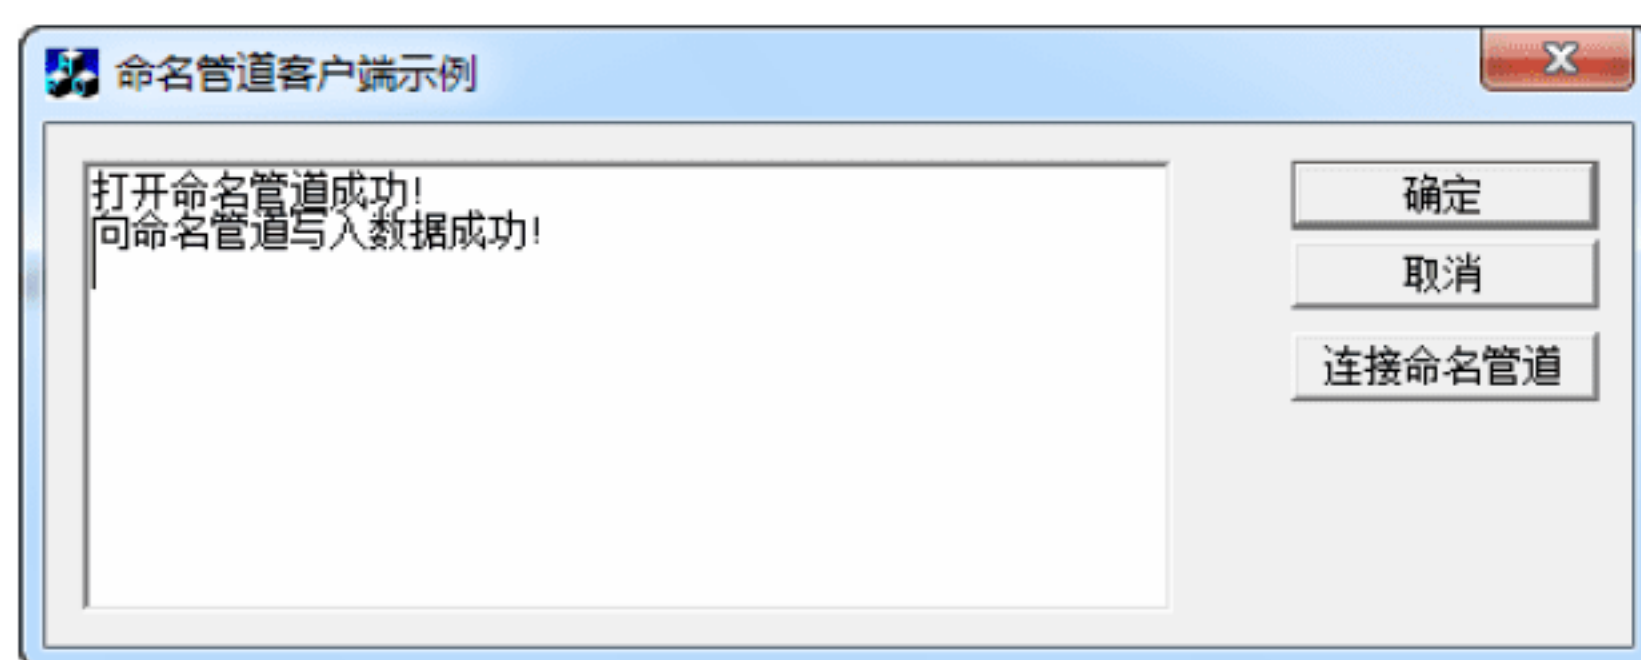 命名管道客户端示例
打开命名管道成功!
向命名管道写入数据成功!
确定
取消
连接命名管道